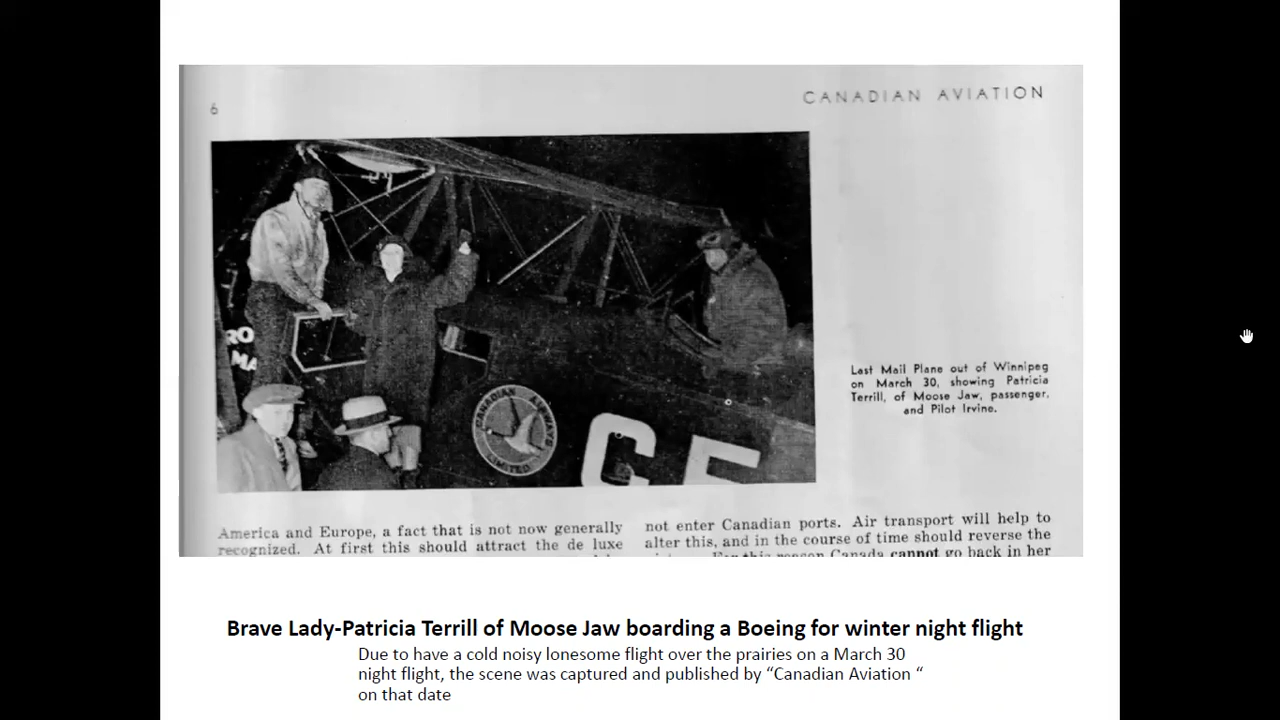 6
CANADIAN AVIATION
RO
MA
CANADIAN AIRWAYS
LIMITED
CF
Last Mail Plane out of Winnipeg
on March 30, showing Patricia
Terrill, of Moose Jaw, passenger,
and Pilot Irvine.
America and Europe, a fact that is not now generally
recognized. At first this should attract the de luxe
not enter Canadian ports. Air transport will help to
alter this, and in the course of time should reverse the
For this reason Canada cannot go back in her
Brave Lady-Patricia Terrill of Moose Jaw boarding a Boeing for winter night flight
Due to have a cold noisy lonesome flight over the prairies on a March 30
night flight, the scene was captured and published by “Canadian Aviation “
on that date